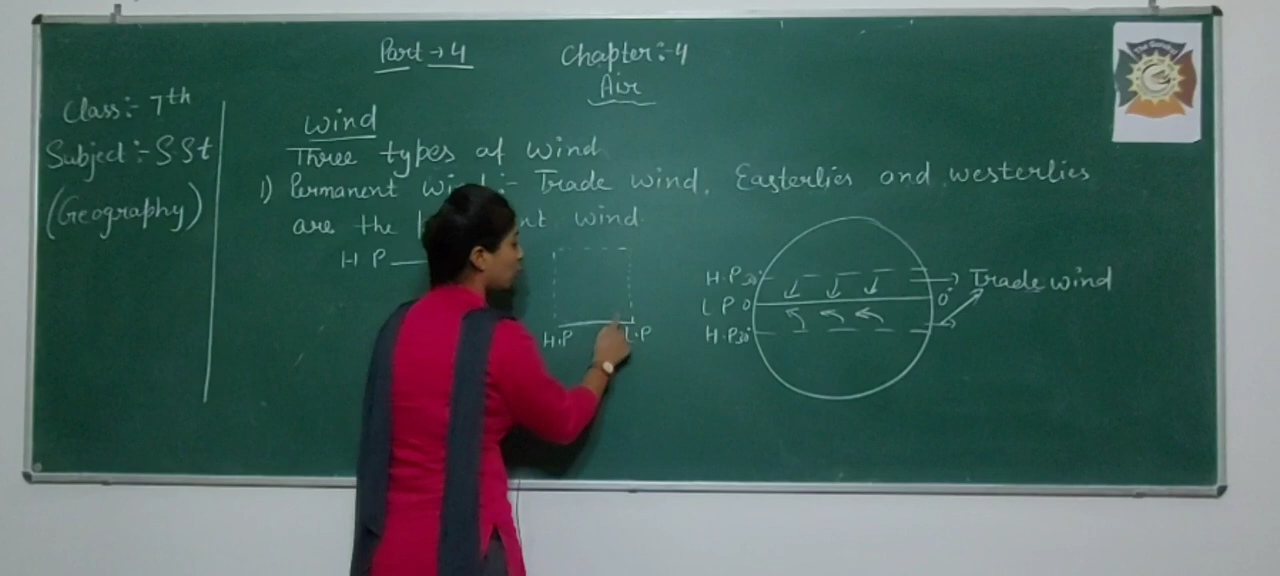 Part → 4
Chapter:-4
Air
Class:- 7th
Subject:- SSt
(Geography)
Wind
Three types of wind
1) Permanent wind:- Trade wind, Easterlies and westerlies
are the wind.
H P
H.P L.P
H.P 30°
L P 0
H.P 30°
0°
Trade wind